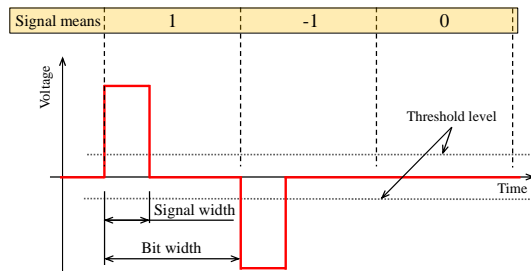 Signal means 1 -1 0
Voltage
Threshold level
Time
Signal width
Bit width